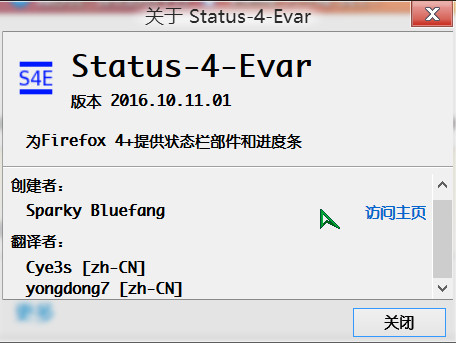 关于 Status-4-Evar
S4E
Status-4-Evar
版本 2016.10.11.01
为Firefox 4+提供状态栏部件和进度条
创建者：
Sparky Bluefang
访问主页
翻译者：
Cye3s [zh-CN]
yongdong7 [zh-CN]
关闭